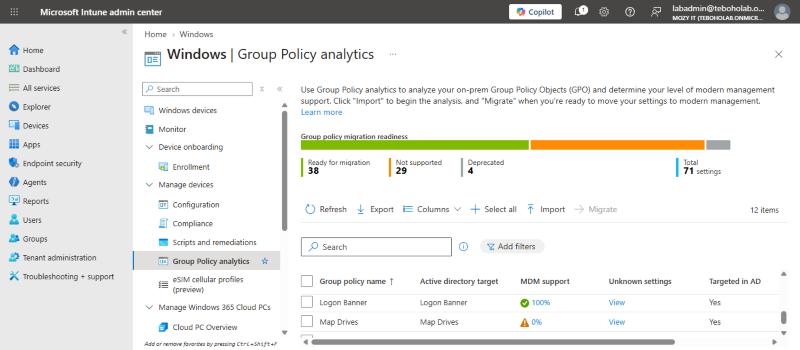 Microsoft Intune admin center
Copilot
1
labadmin@teboholab.o...
MOZY IT (TEBOHOLAB.ONMICR...
Home
Dashboard
All services
Explorer
Devices
Apps
Endpoint security
Agents
Reports
Users
Groups
Tenant administration
Troubleshooting + support
Home > Windows
Windows | Group Policy analytics ...
Search
Windows devices
Monitor
Device onboarding
Enrollment
Manage devices
Configuration
Compliance
Scripts and remediations
Group Policy analytics
eSIM cellular profiles
(preview)
Manage Windows 365 Cloud PCs
Cloud PC Overview
Add or remove favorites by pressing Ctrl+Shift+F
Use Group Policy analytics to analyze your on-prem Group Policy Objects (GPO) and determine your level of modern management
support. Click "Import" to begin the analysis, and "Migrate" when you're ready to move your settings to modern management.
Learn more
Group policy migration readiness
Ready for migration Not supported Deprecated Total
38 29 4 71 settings
Refresh Export Columns Select all Import Migrate 12 items
Search Add filters
Group policy name ↑ Active directory target MDM support Unknown settings Targeted in AD
Logon Banner Logon Banner 100% View Yes
Map Drives Map Drives 0% View Yes